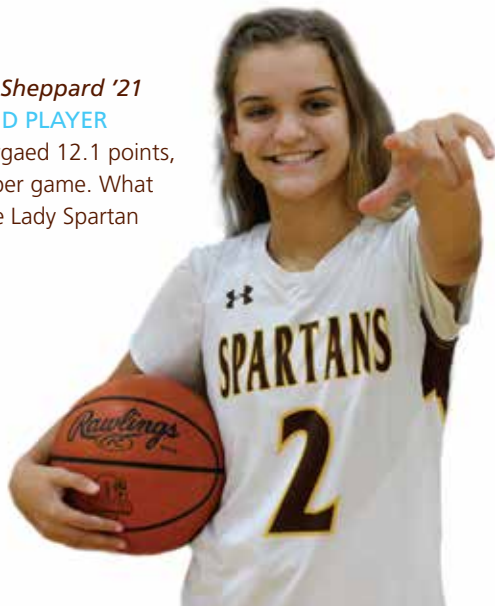 Sheppard '21
D PLAYER
gaed 12.1 points,
per game. What
e Lady Spartan
SPARTANS
2
Rawlings